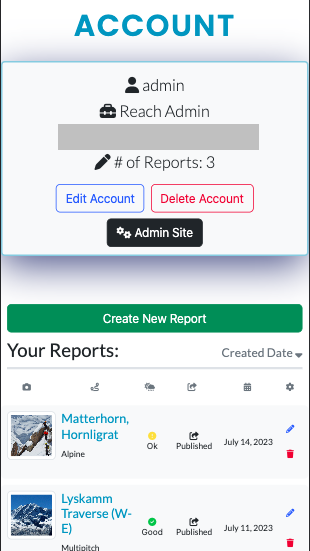 ACCOUNT
admin
Reach Admin
# of Reports: 3
Edit Account
Delete Account
Admin Site
Create New Report
Your Reports:
Created Date
Matterhorn,
Hornligrat
Alpine
Ok
Published
July 14, 2023
Lyskamm
Traverse (W-
E)
Multipitch
Good
Published
July 11, 2023